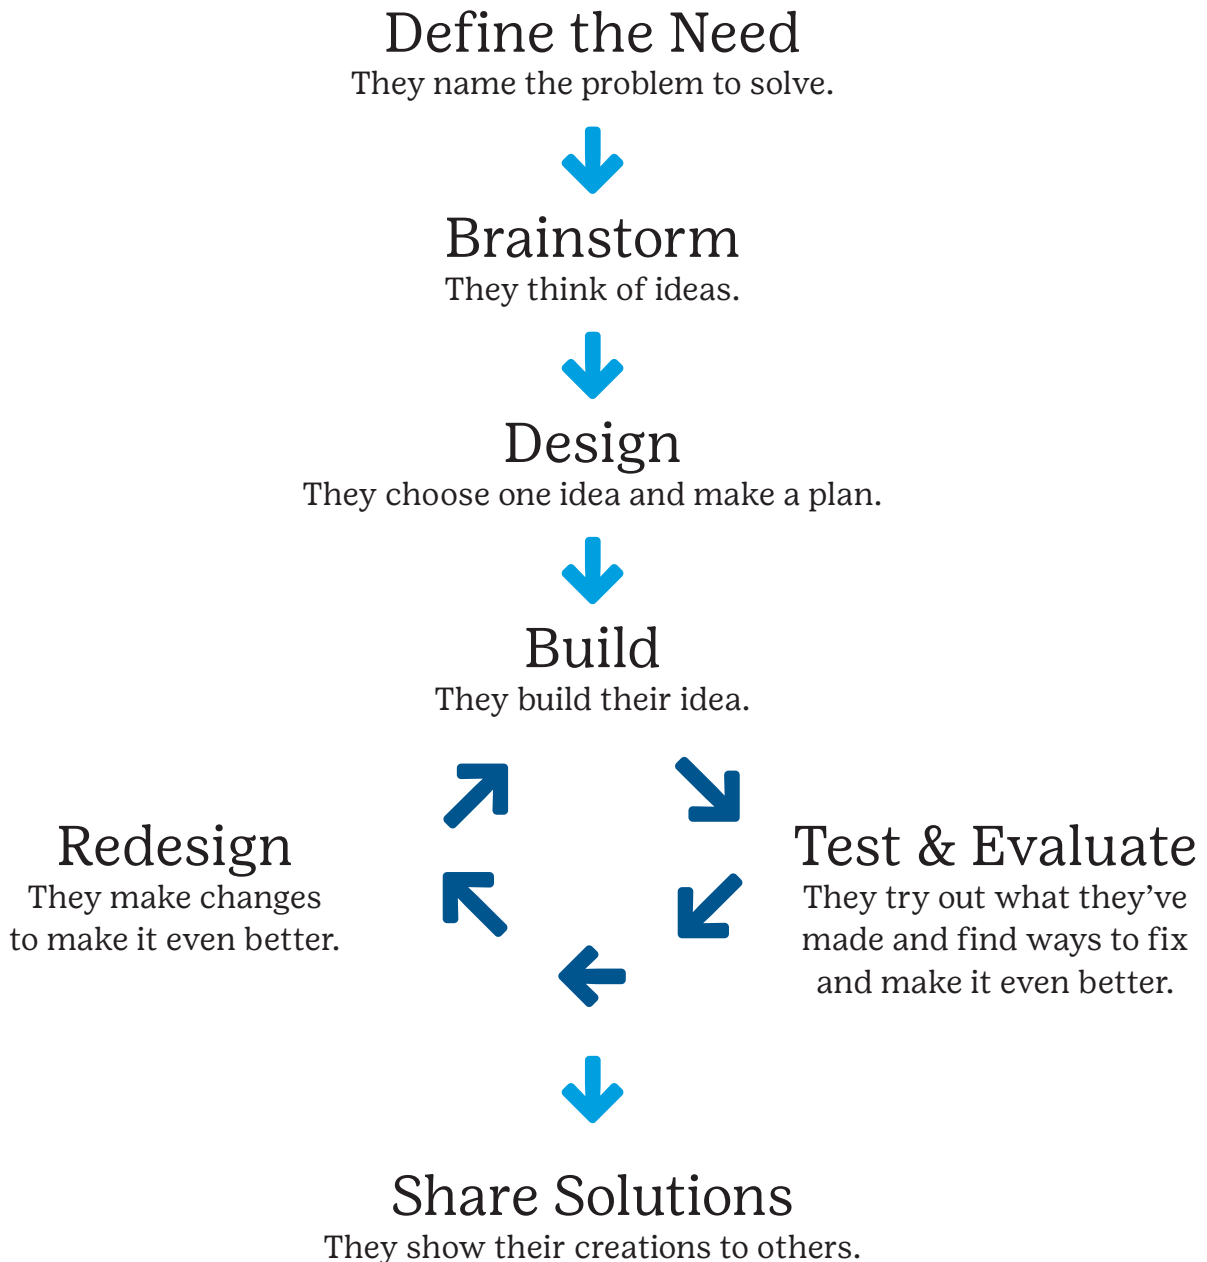 Define the Need
They name the problem to solve.
Brainstorm
They think of ideas.
Design
They choose one idea and make a plan.
Build
They build their idea.
Redesign
They make changes
to make it even better.
Test & Evaluate
They try out what they’ve
made and find ways to fix
and make it even better.
Share Solutions
They show their creations to others.